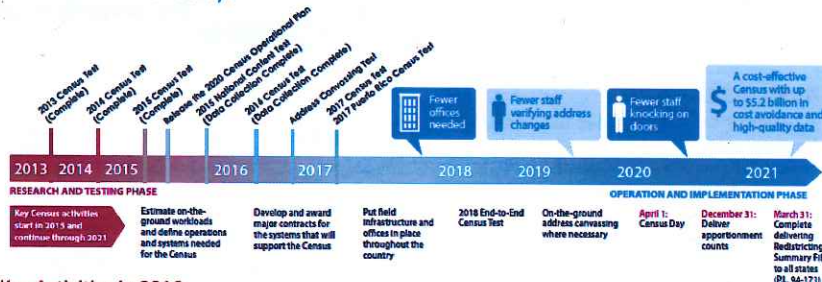 2013 Census Test
(Complete)
2014 Census Test
(Complete)
2015 Census Test
(Complete)
Release the 2020 Census Operational Plan
2015 National Content Test
(Data Collection Complete)
2016 Census Test
(Data Collection Complete)
Address Canvassing Test
2017 Census Test
2017 Puerto Rico Census Test
Fewer
offices
needed
Fewer staff
verifying address
changes
Fewer staff
knocking on
doors
$
A cost-effective
Census with up
to $5.2 billion in
cost avoidance and
high-quality data
2013 2014 2015 2016 2017 2018 2019 2020 2021
RESEARCH AND TESTING PHASE
OPERATION AND IMPLEMENTATION PHASE
Key Census activities
start in 2015 and
continue through 2021
Estimate on-the-
ground workloads
and define operations
and systems needed
for the Census
Develop and award
major contracts for
the systems that will
support the Census
Put field
infrastructure and
offices in place
throughout the
country
2018 End-to-End
Census Test
On-the-ground
address canvassing
where necessary
April 1:
Census Day
December 31:
Deliver
apportionment
counts
March 31:
Complete
delivering
Redistricting
Summary Fil
to all states
(P.L. 94-171)